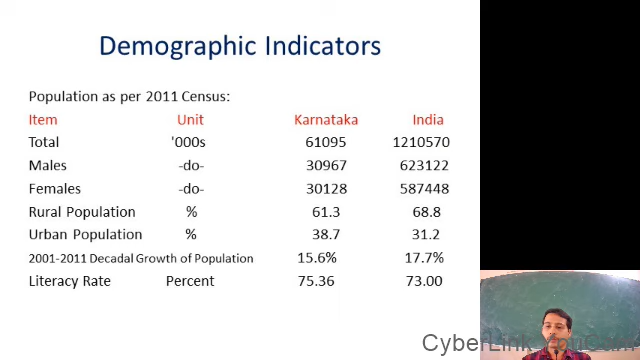 Demographic Indicators
Population as per 2011 Census:
Item Unit Karnataka India
Total '000s 61095 1210570
Males -do- 30967 623122
Females -do- 30128 587448
Rural Population % 61.3 68.8
Urban Population % 38.7 31.2
2001-2011 Decadal Growth of Population 15.6% 17.7%
Literacy Rate Percent 75.36 73.00